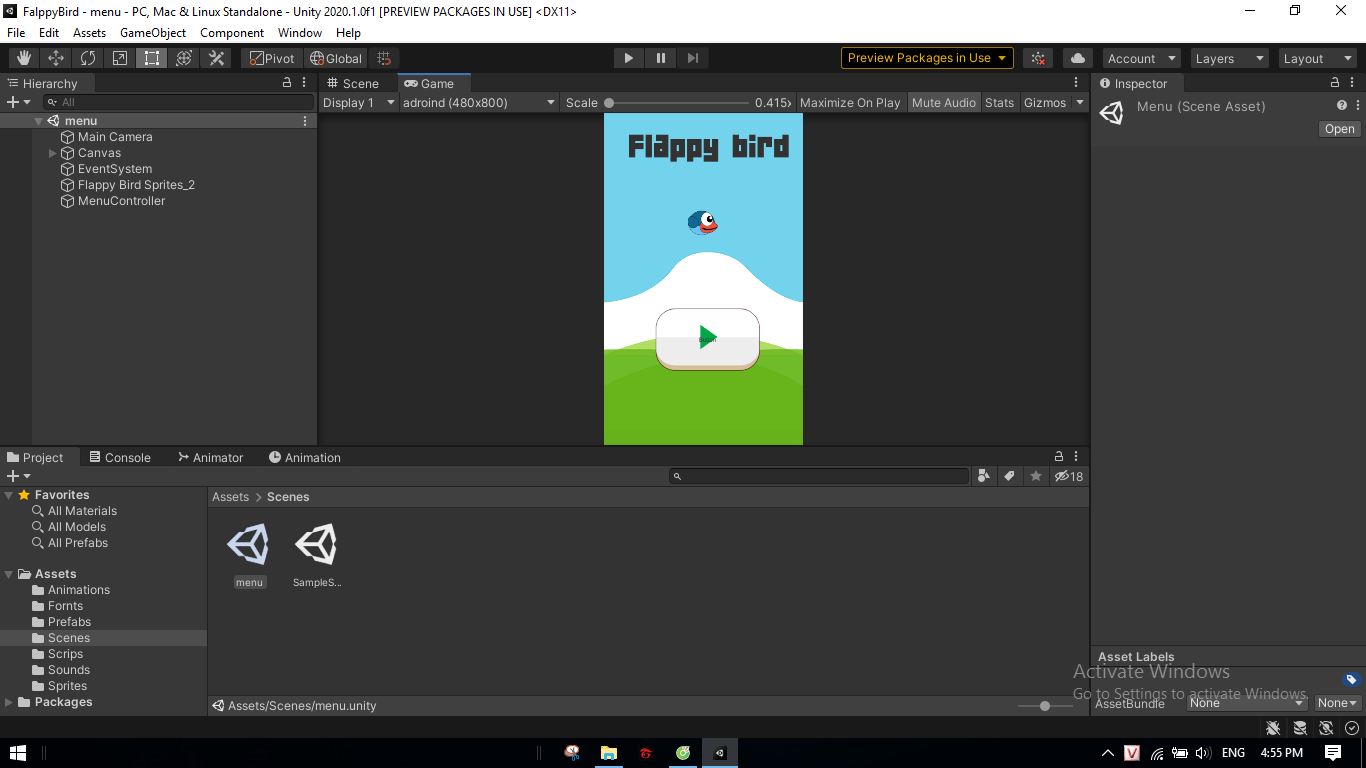 FalppyBird - menu - PC, Mac & Linux Standalone - Unity 2020.1.0f1 [PREVIEW PACKAGES IN USE] <DX11>
File Edit Assets GameObject Component Window Help
Pivot Global Preview Packages in Use Account Layers Layout
Hierarchy Scene Game Inspector
All Display 1 adroind (480x800) Scale 0.415x Maximize On Play Mute Audio Stats Gizmos Menu (Scene Asset)
Open
menu
Main Camera
Canvas
EventSystem
Flappy Bird Sprites_2
MenuController
Flappy bird
Project Console Animator Animation
18
Favorites Assets > Scenes
All Materials
All Models
All Prefabs
menu SampleS...
Assets
Animations
Fornts
Prefabs
Scenes
Scrips
Sounds
Sprites
Packages
Assets/Scenes/menu.unity
Asset Labels
Activate Windows
Go to Settings to activate Windows.
AssetBundle None None
V ENG 4:55 PM